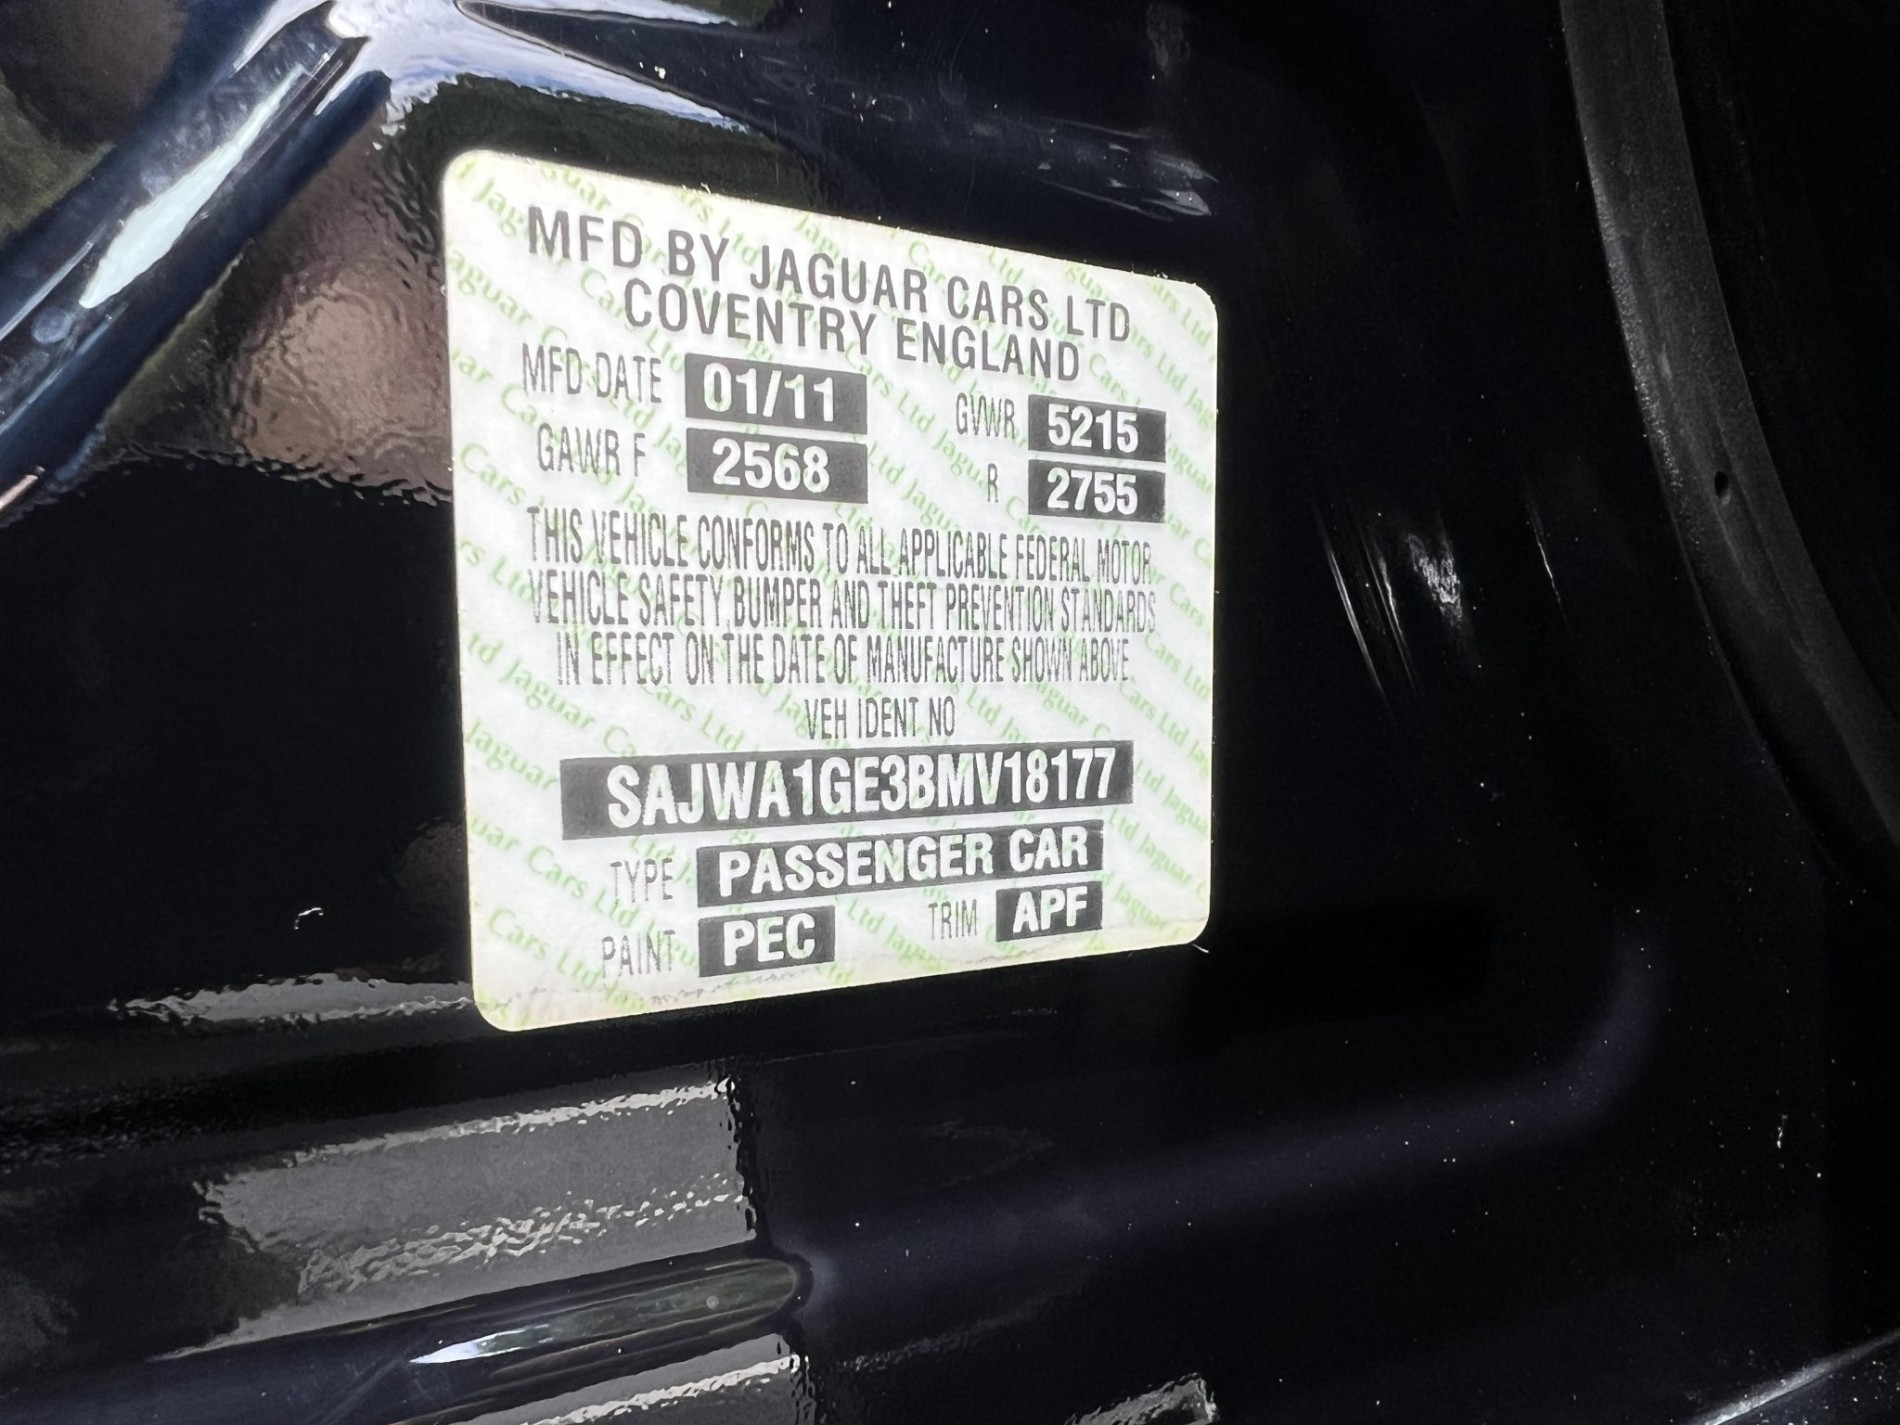 MFD BY JAGUAR CARS LTD
COVENTRY ENGLAND
MFD DATE 01/11 GVWR 5215
GAWR F 2568 R 2755
THIS VEHICLE CONFORMS TO ALL APPLICABLE FEDERAL MOTOR
VEHICLE SAFETY, BUMPER AND THEFT PREVENTION STANDARDS
IN EFFECT ON THE DATE OF MANUFACTURE SHOWN ABOVE.
VEH IDENT NO
SAJWA1GE3BMV18177
TYPE PASSENGER CAR
PAINT PEC TRIM APF